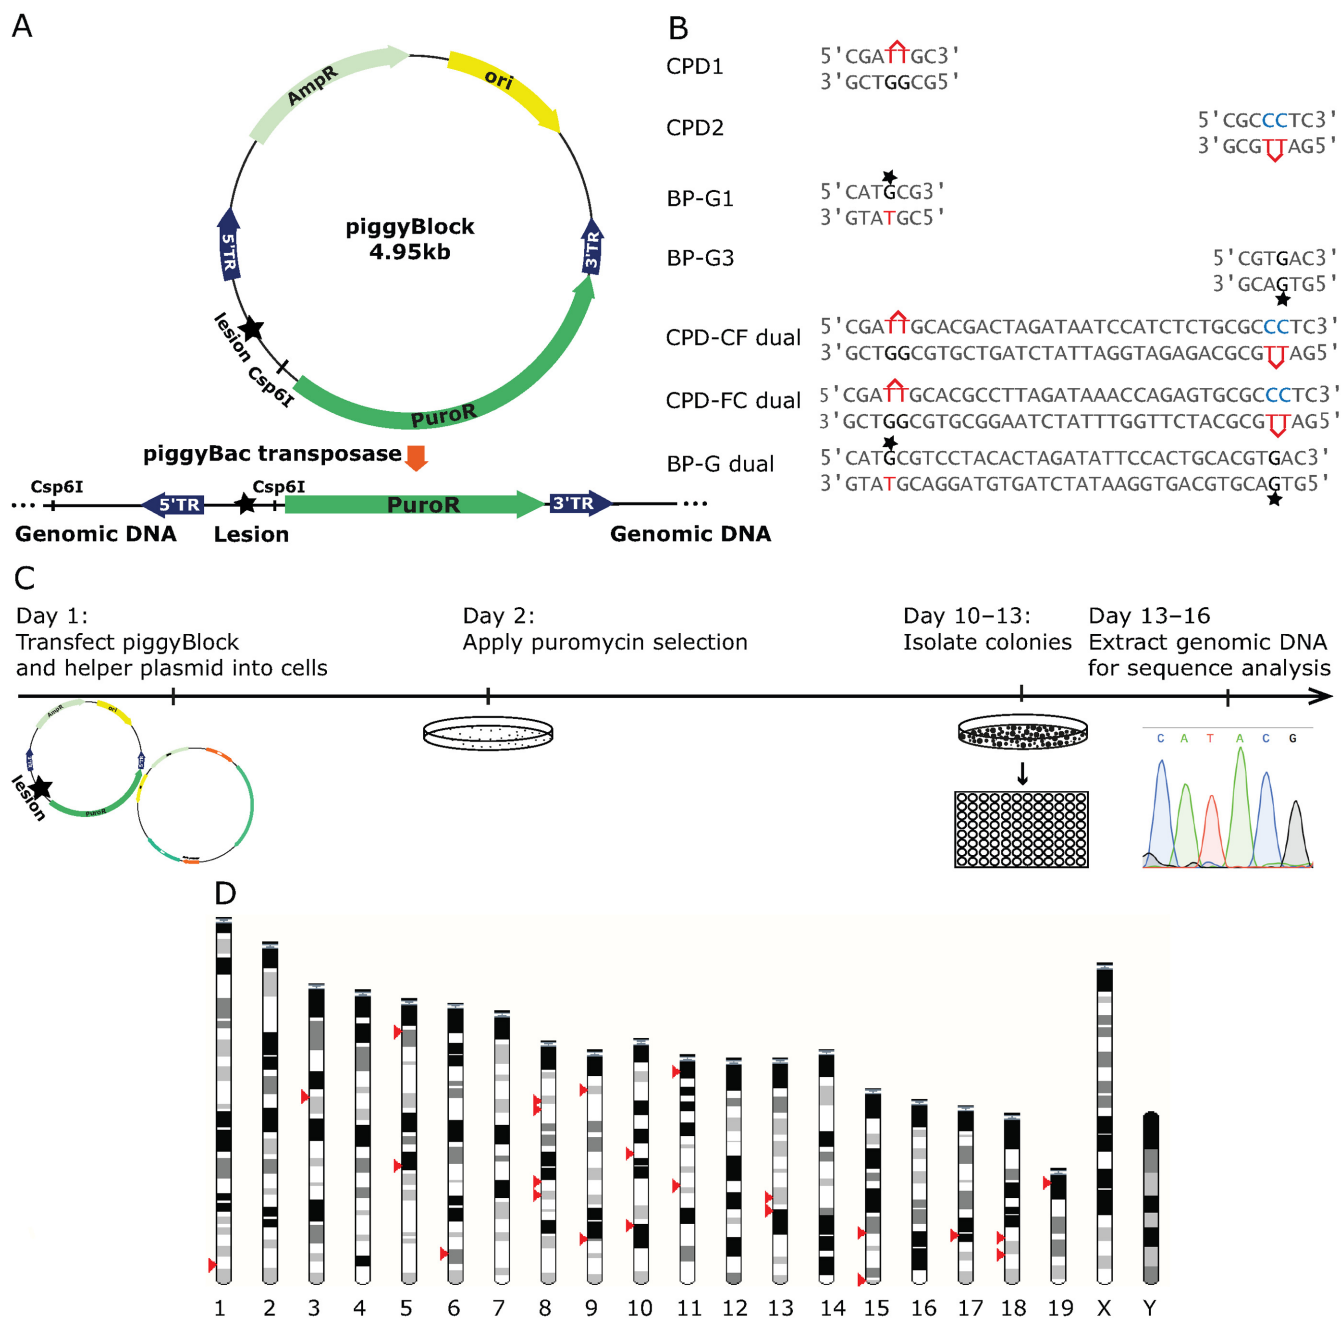 A
AmpR
ori
5'TR
3'TR
piggyBlock
4.95kb
lesion
Csp6I
PuroR
piggyBac transposase
Csp6I
Csp6I
5'TR
PuroR
3'TR
Genomic DNA
Lesion
Genomic DNA
B
CPD1
5'CGATTGC3'
3'GCTGGCG5'
CPD2
5'CGCCCTC3'
3'GCGTTAG5'
BP-G1
5'CATGCG3'
3'GTATGC5'
BP-G3
5'CGTGAC3'
3'GCAGTG5'
CPD-CF dual
5'CGATTGCACGACTAGATAATCCATCTCTGCGCCCTC3'
3'GCTGGCGTGCTGATCTATTAGGTAGAGACGCGTTAG5'
CPD-FC dual
5'CGATTGCACGCCTTAGATAAACCAGAGTGCGCCCTC3'
3'GCTGGCGTGCGGAATCTATTTGGTTCTACGCGTTAG5'
BP-G dual
5'CATGCGTCCTACACTAGATATTCCACTGCACGTGAC3'
3'GTATGCAGGATGTGATCTATAAGGTGACGTGCAGTG5'
C
Day 1:
Transfect piggyBlock
and helper plasmid into cells
Day 2:
Apply puromycin selection
Day 10–13:
Isolate colonies
Day 13–16
Extract genomic DNA
for sequence analysis
AmpR
ori
lesion
PuroR
C A T A C G
D
1 2 3 4 5 6 7 8 9 10 11 12 13 14 15 16 17 18 19 X Y